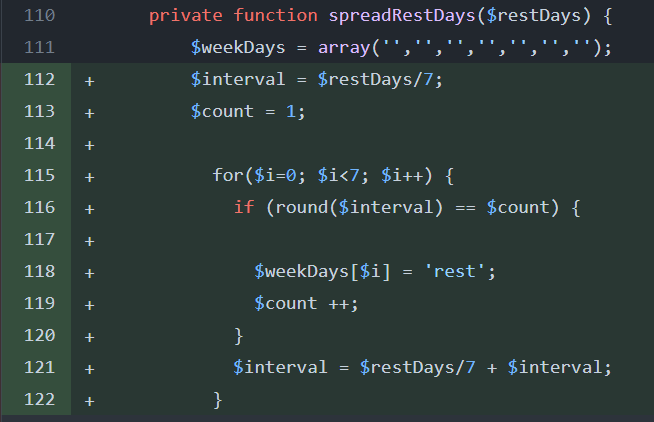 110 private function spreadRestDays($restDays) {
111 $weekDays = array('','','','','','','');
112 + $interval = $restDays/7;
113 + $count = 1;
114 +
115 + for($i=0; $i<7; $i++) {
116 + if (round($interval) == $count) {
117 +
118 + $weekDays[$i] = 'rest';
119 + $count ++;
120 + }
121 + $interval = $restDays/7 + $interval;
122 + }